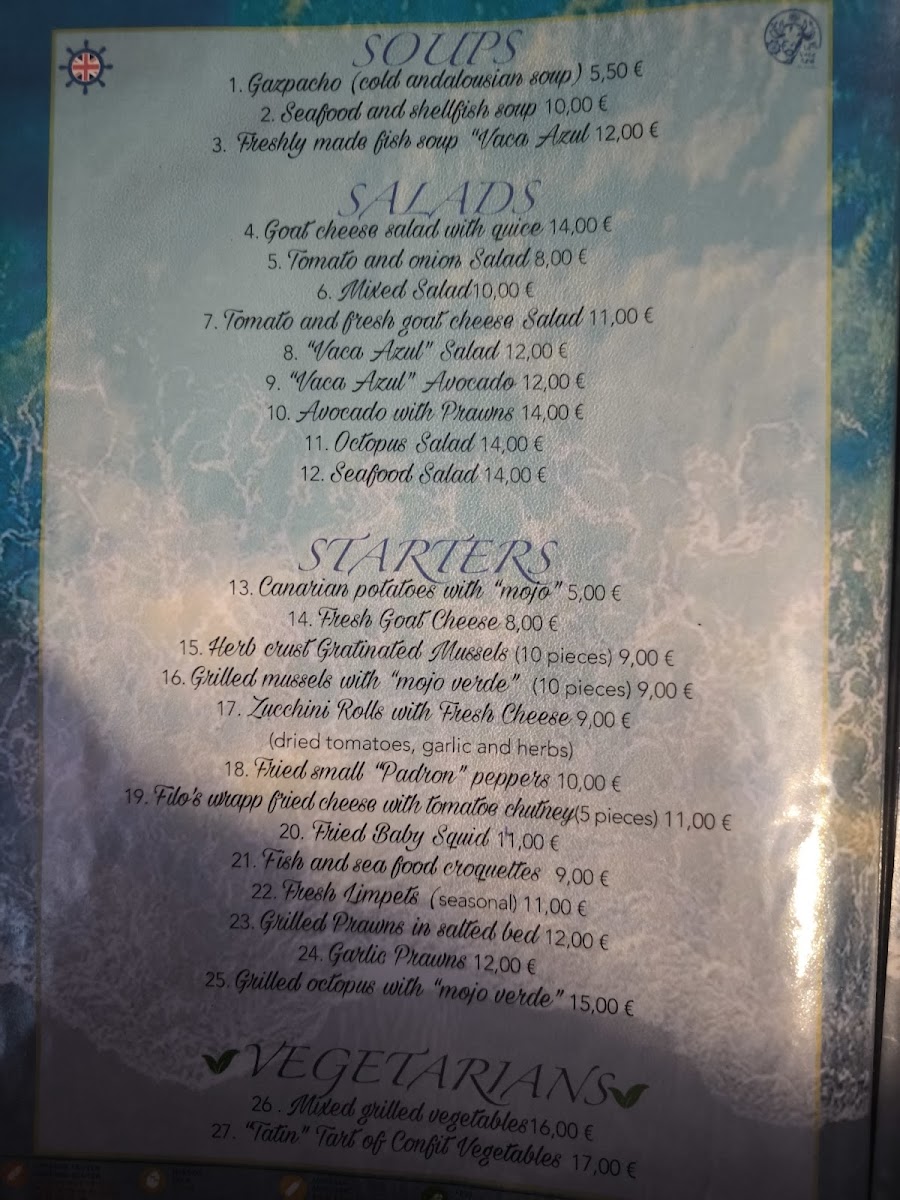 SOUPS
1. Gazpacho (cold andalousian soup) 5,50 €
2. Seafood and shellfish soup 10,00 €
3. Freshly made fish soup "Vaca Azul 12,00 €
SALADS
4. Goat cheese salad with quice 14,00 €
5. Tomato and onion Salad 8,00 €
6. Mixed Salad10,00 €
7. Tomato and fresh goat cheese Salad 11,00 €
8. "Vaca Azul" Salad 12,00 €
9. "Vaca Azul" Avocado 12,00 €
10. Avocado with Prawns 14,00 €
11. Octopus Salad 14,00 €
12. Seafood Salad 14,00 €
STARTERS
13. Canarian potatoes with "mojo" 5,00 €
14. Fresh Goat Cheese 8,00 €
15. Herb crust Gratinated Mussels (10 pieces) 9,00 €
16. Grilled mussels with "mojo verde" (10 pieces) 9,00 €
17. Zucchini Rolls with Fresh Cheese 9,00 €
(dried tomatoes, garlic and herbs)
18. Fried small "Padron" peppers 10,00 €
19. Filo's wrapp fried cheese with tomatoe chutney(5 pieces) 11,00 €
20. Fried Baby Squid 11,00 €
21. Fish and sea food croquettes 9,00 €
22. Fresh Limpets (seasonal) 11,00 €
23. Grilled Prawns in salted bed 12,00 €
24. Garlic Prawns 12,00 €
25. Grilled octopus with "mojo verde" 15,00 €
VEGETARIANS
26 . Mixed grilled vegetables16,00 €
27. "Tatin" Tart of Confit Vegetables 17,00 €